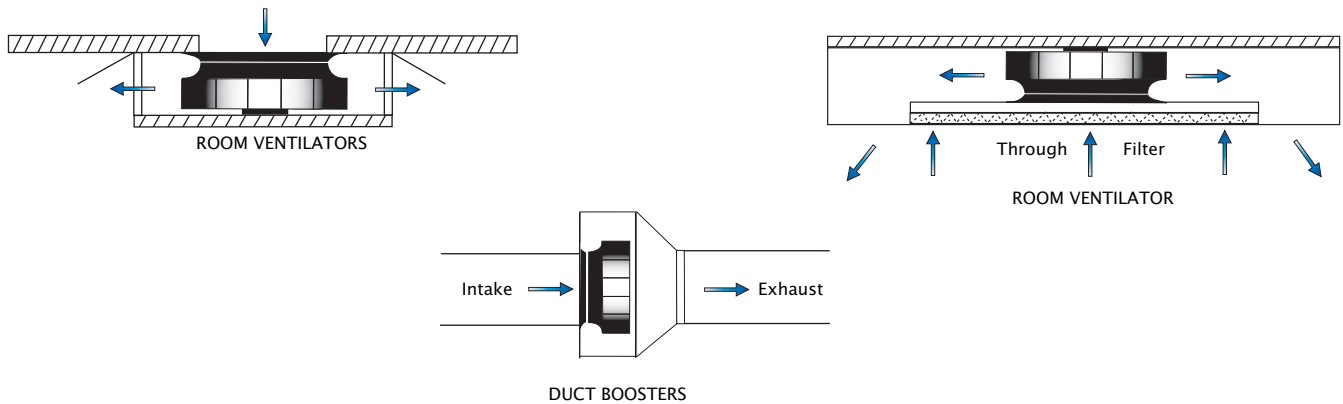 ROOM VENTILATORS
Through Filter
ROOM VENTILATOR
Intake Exhaust
DUCT BOOSTERS